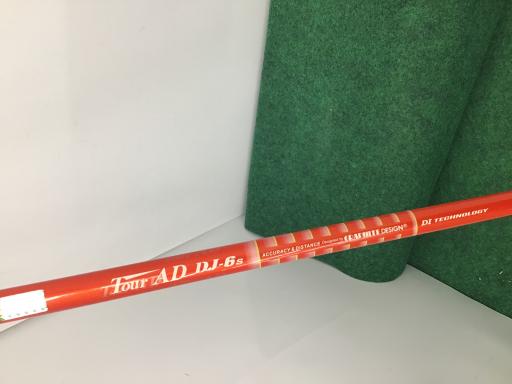 Tour AD DJ-6s
ACCURACY & DISTANCE Designed by GRAPHITE DESIGN®
DI TECHNOLOGY